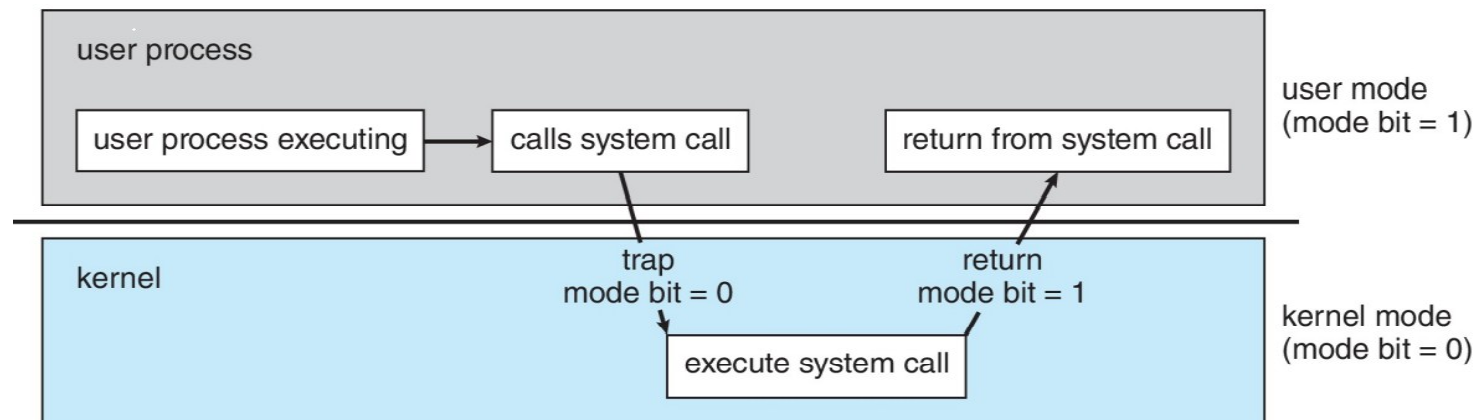 user process
user process executing
calls system call
return from system call
user mode
(mode bit = 1)
kernel
trap
mode bit = 0
return
mode bit = 1
execute system call
kernel mode
(mode bit = 0)